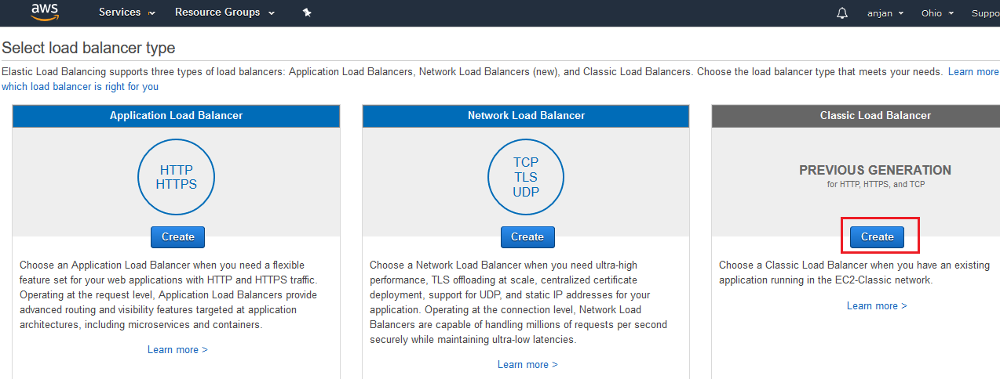 aws Services Resource Groups anjan Ohio Suppo
Select load balancer type
Elastic Load Balancing supports three types of load balancers: Application Load Balancers, Network Load Balancers (new), and Classic Load Balancers. Choose the load balancer type that meets your needs. Learn more
which load balancer is right for you
Application Load Balancer
HTTP
HTTPS
Create
Choose an Application Load Balancer when you need a flexible
feature set for your web applications with HTTP and HTTPS traffic.
Operating at the request level, Application Load Balancers provide
advanced routing and visibility features targeted at application
architectures, including microservices and containers.
Learn more >
Network Load Balancer
TCP
TLS
UDP
Create
Choose a Network Load Balancer when you need ultra-high
performance, TLS offloading at scale, centralized certificate
deployment, support for UDP, and static IP addresses for your
application. Operating at the connection level, Network Load
Balancers are capable of handling millions of requests per second
securely while maintaining ultra-low latencies.
Learn more >
Classic Load Balancer
PREVIOUS GENERATION
for HTTP, HTTPS, and TCP
Create
Choose a Classic Load Balancer when you have an existing
application running in the EC2-Classic network.
Learn more >